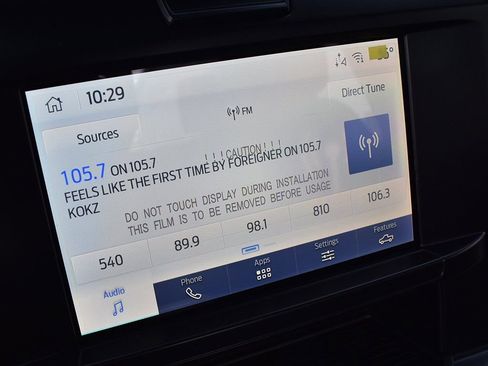 10:29
FM
Sources
Direct Tune
105.7 ON 105.7
! ! ! CAUTION! ! !
FEELS LIKE THE FIRST TIME BY FOREIGNER ON 105.7
KOKZ
DO NOT TOUCH DISPLAY DURING INSTALLATION
THIS FILM IS TO BE REMOVED BEFORE USAGE
540 89.9 98.1 810 106.3
Audio Phone Apps Settings Features